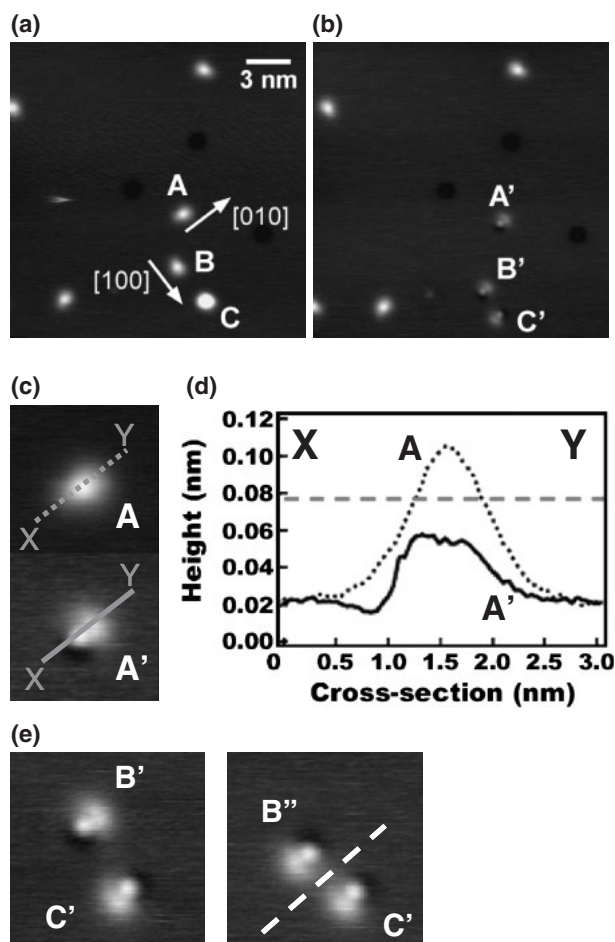 (a)
3 nm
A
[010]
B
[100]
C
(b)
A'
B'
C'
(c)
Y
X
A
Y
X
A'
(d)
0.12
0.10
0.08
0.06
0.04
0.02
0.00
Height (nm)
X
A
Y
A'
0
0.5
1.0
1.5
2.0
2.5
3.0
Cross-section (nm)
(e)
B'
C'
B"
C'